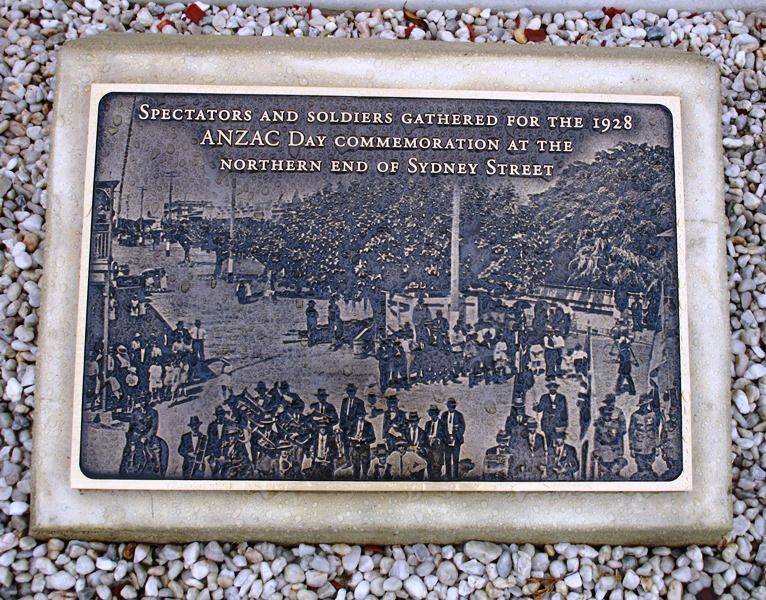 Spectators and soldiers gathered for the 1928
ANZAC Day commemoration at the
northern end of Sydney Street